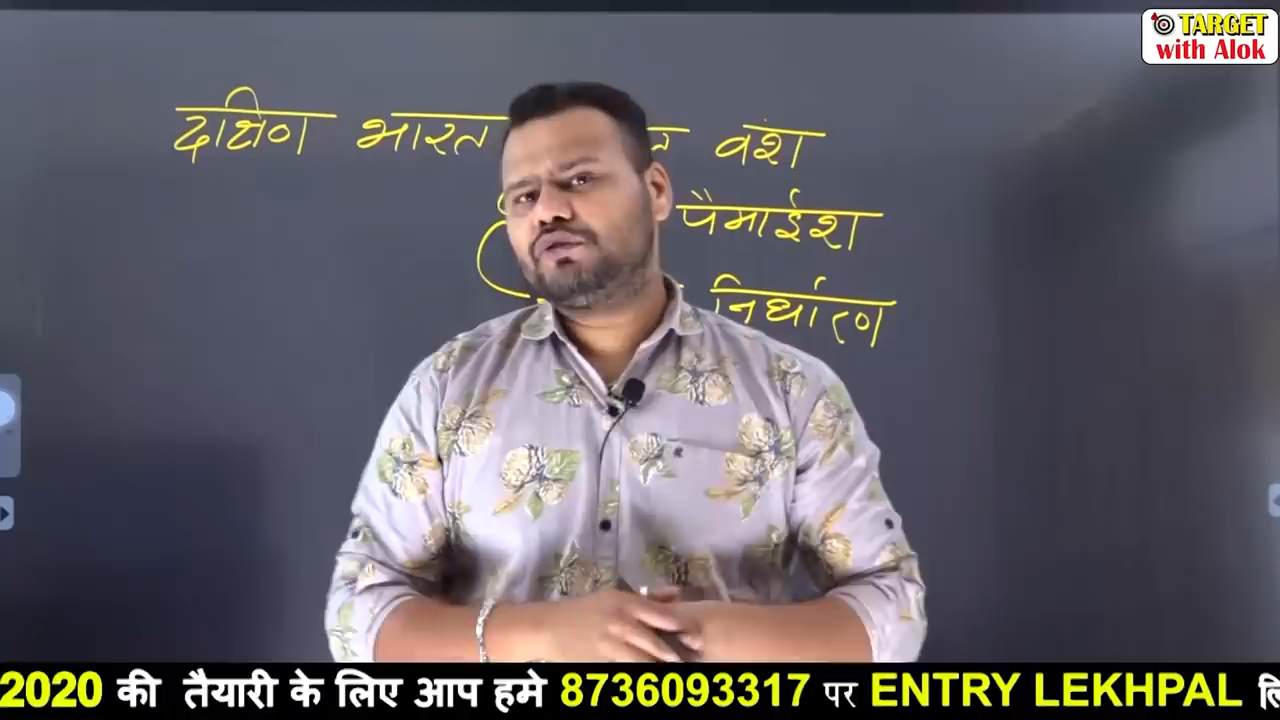 TARGET
with Alok
दक्षिण भारत वंश
पैमाईश
निर्धारण
2020 की तैयारी के लिए आप हमे 8736093317 पर ENTRY LEKHPAL लि